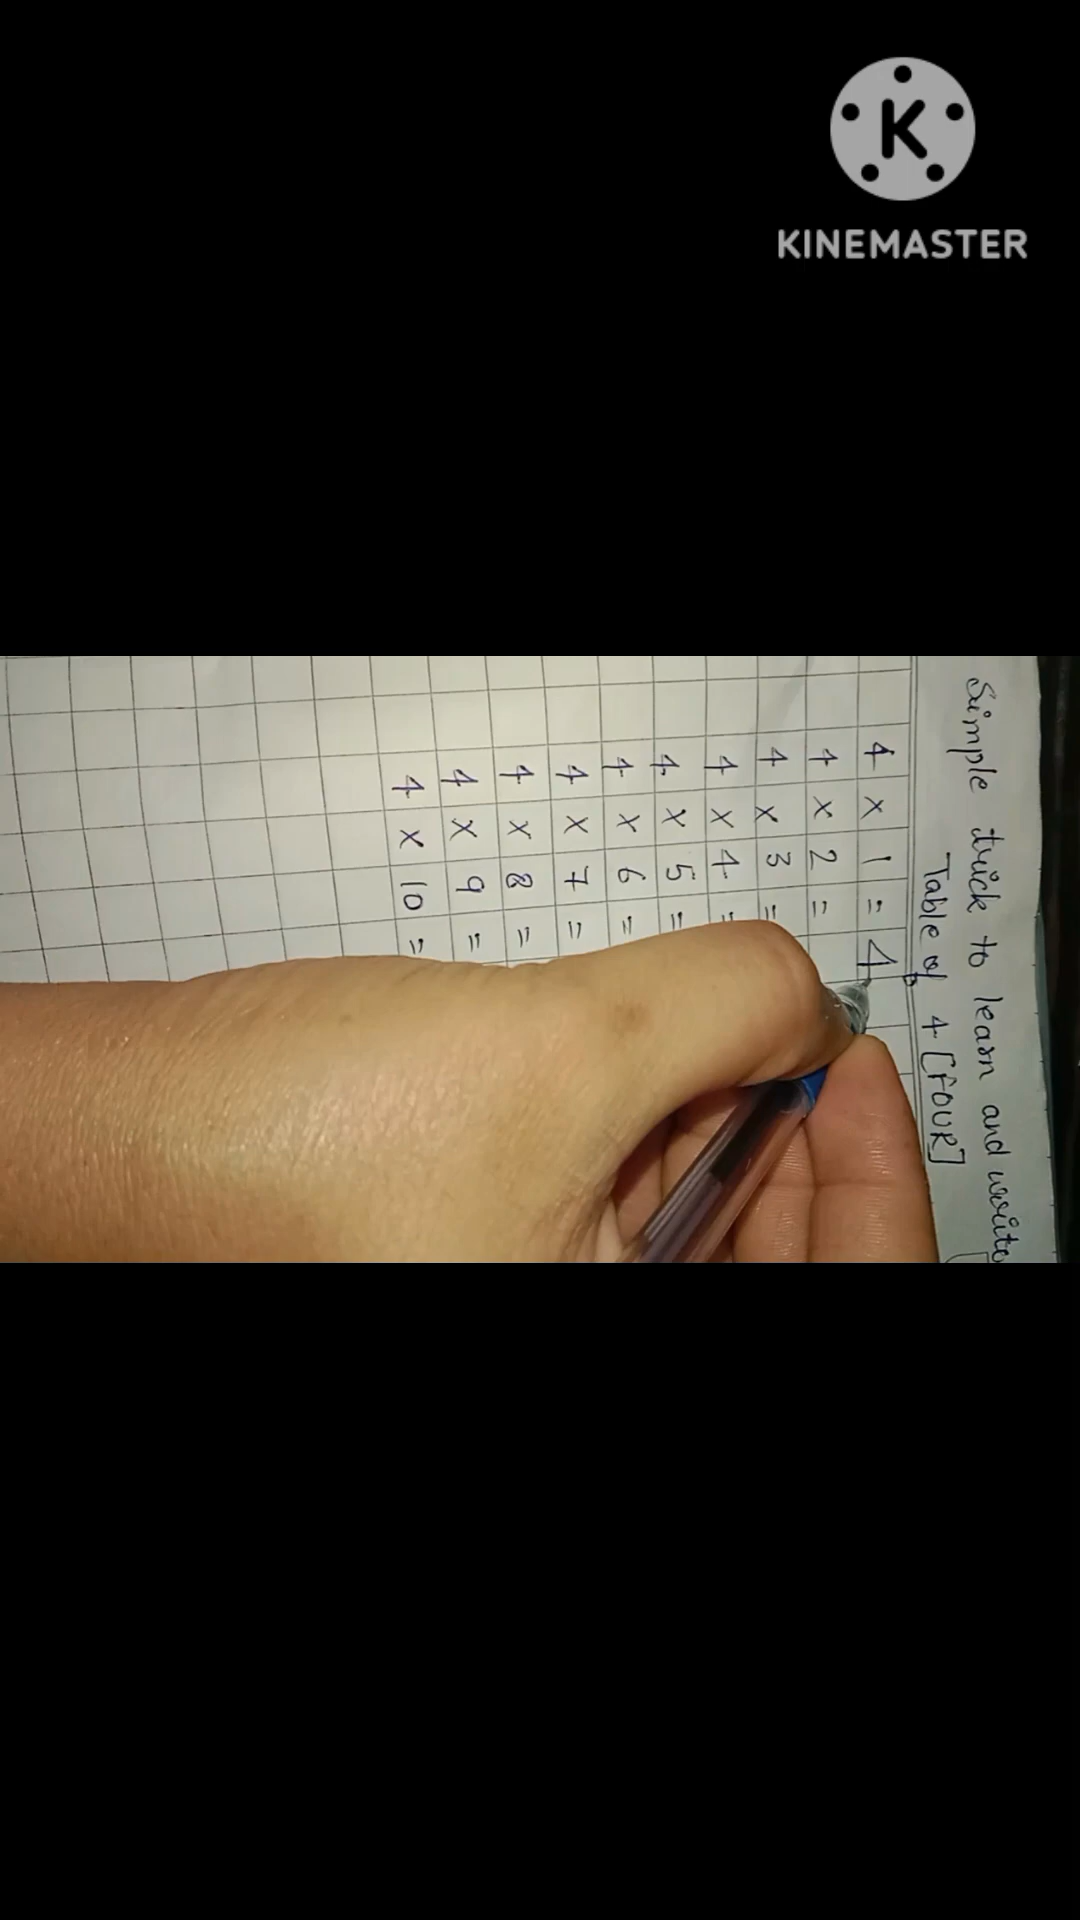 KINEMASTER
Simple trick to learn and write
Table of 4 [FOUR]
4 x 1 = 4
4 x 2 =
4 x 3 =
4 x 4 =
4 x 5 =
4 x 6 =
4 x 7 =
4 x 8 =
4 x 9 =
4 x 10 =